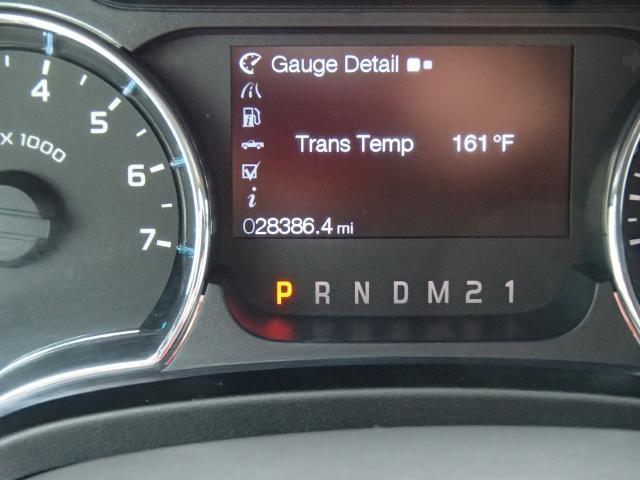 4
5
X 1000
6
7
Gauge Detail
Trans Temp 161 °F
i
028386.4 mi
P R N D M 2 1